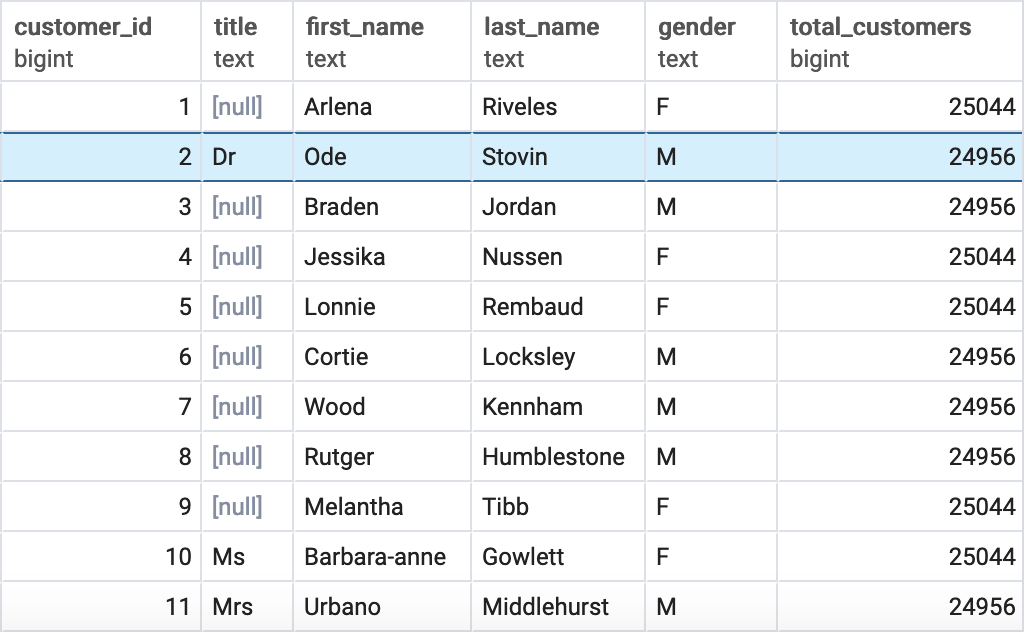 customer_id title first_name last_name gender total_customers
bigint text text text text bigint
1 [null] Arlena Riveles F 25044
2 Dr Ode Stovin M 24956
3 [null] Braden Jordan M 24956
4 [null] Jessika Nussen F 25044
5 [null] Lonnie Rembaud F 25044
6 [null] Cortie Locksley M 24956
7 [null] Wood Kennham M 24956
8 [null] Rutger Humblestone M 24956
9 [null] Melantha Tibb F 25044
10 Ms Barbara-anne Gowlett F 25044
11 Mrs Urbano Middlehurst M 24956